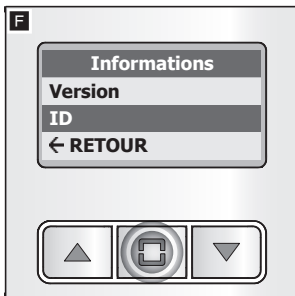 F
Informations
Version
ID
← RETOUR